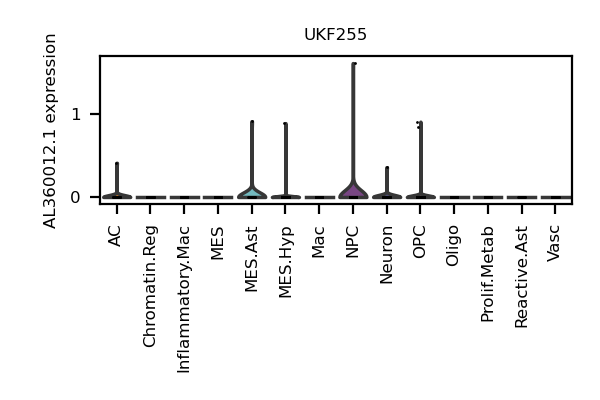 UKF255
AL360012.1 expression
1
0
AC
Chromatin.Reg
Inflammatory.Mac
MES
MES.Ast
MES.Hyp
Mac
NPC
Neuron
OPC
Oligo
Prolif.Metab
Reactive.Ast
Vasc